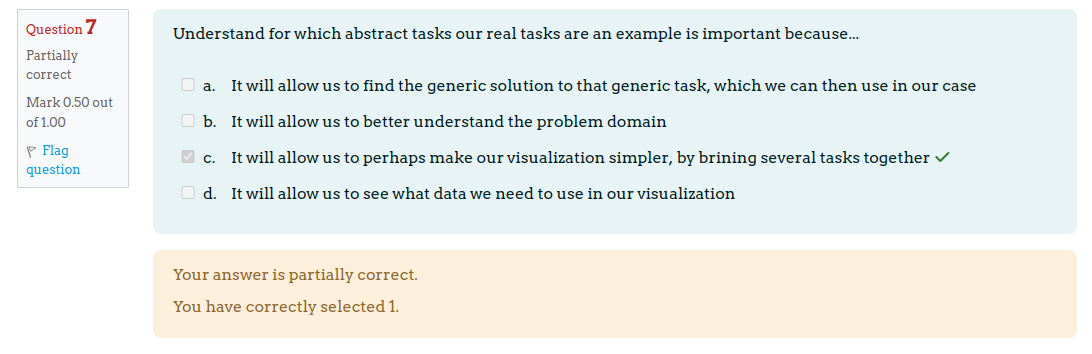 Question 7
Partially
correct
Mark 0.50 out
of 1.00
Flag
question
Understand for which abstract tasks our real tasks are an example is important because...
a. It will allow us to find the generic solution to that generic task, which we can then use in our case
b. It will allow us to better understand the problem domain
c. It will allow us to perhaps make our visualization simpler, by brining several tasks together
d. It will allow us to see what data we need to use in our visualization
Your answer is partially correct.
You have correctly selected 1.